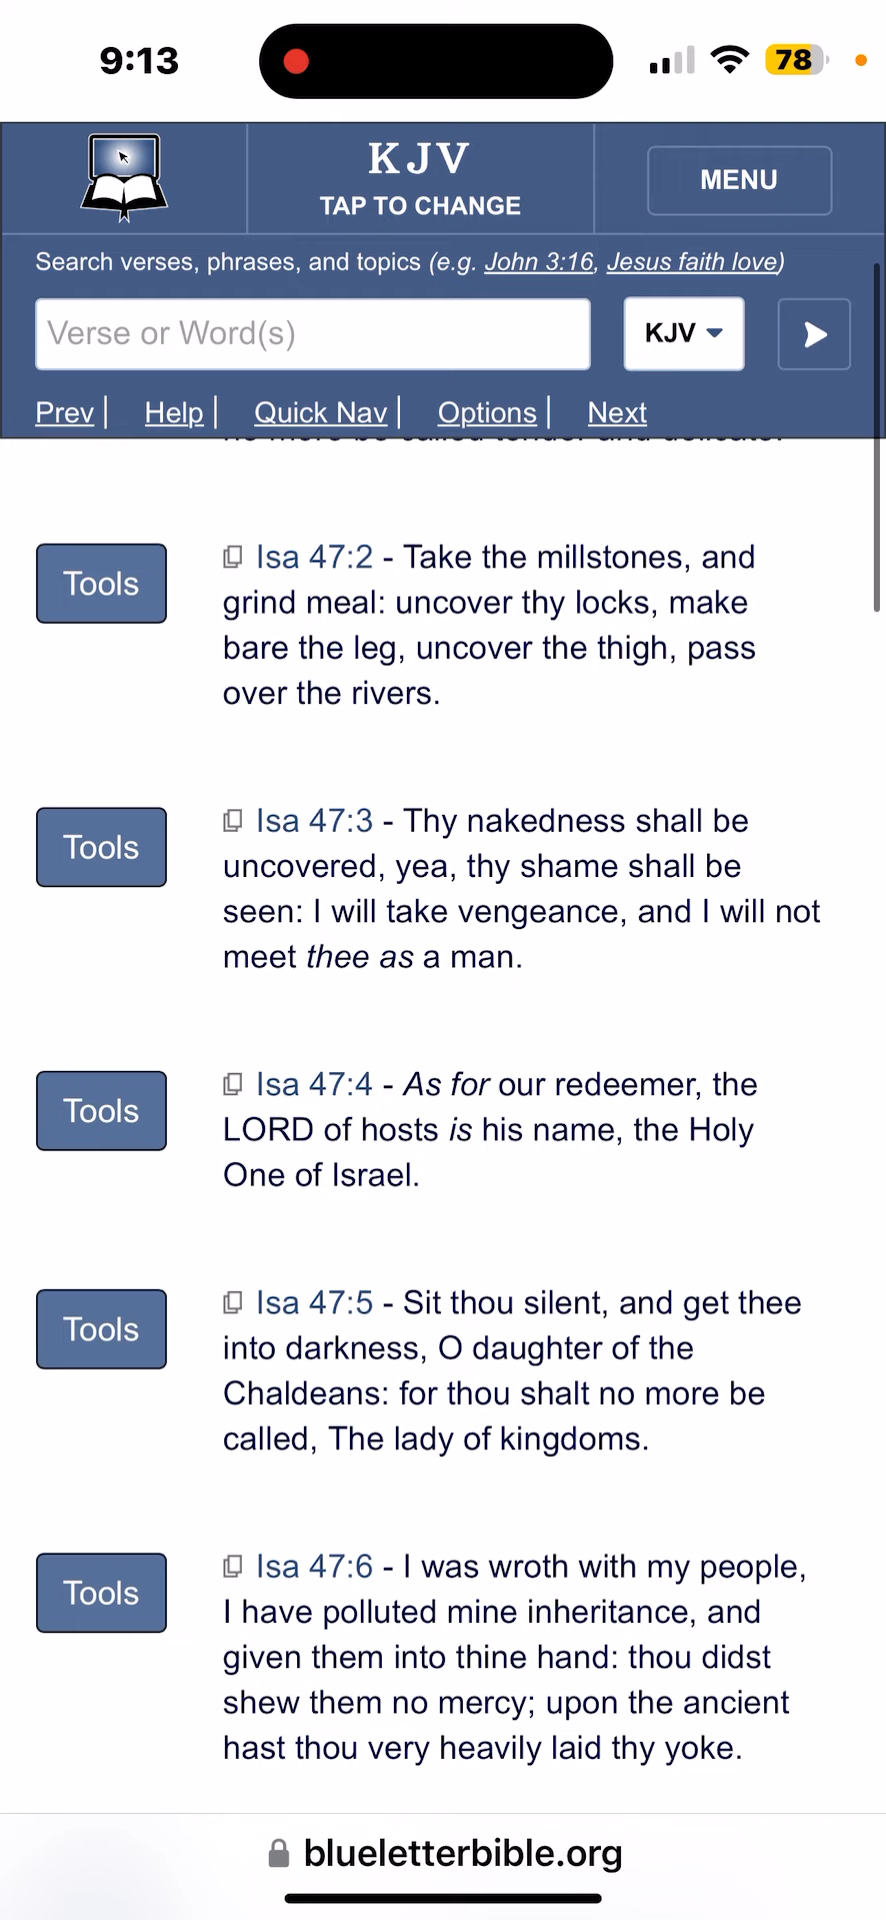 9:13
78
KJV
TAP TO CHANGE
MENU
Search verses, phrases, and topics (e.g. John 3:16, Jesus faith love)
Verse or Word(s)
KJV
Prev | Help | Quick Nav | Options | Next
no more be called tender and delicate.
Tools
Isa 47:2 - Take the millstones, and
grind meal: uncover thy locks, make
bare the leg, uncover the thigh, pass
over the rivers.
Tools
Isa 47:3 - Thy nakedness shall be
uncovered, yea, thy shame shall be
seen: I will take vengeance, and I will not
meet thee as a man.
Tools
Isa 47:4 - As for our redeemer, the
LORD of hosts is his name, the Holy
One of Israel.
Tools
Isa 47:5 - Sit thou silent, and get thee
into darkness, O daughter of the
Chaldeans: for thou shalt no more be
called, The lady of kingdoms.
Tools
Isa 47:6 - I was wroth with my people,
I have polluted mine inheritance, and
given them into thine hand: thou didst
shew them no mercy; upon the ancient
hast thou very heavily laid thy yoke.
blueletterbible.org